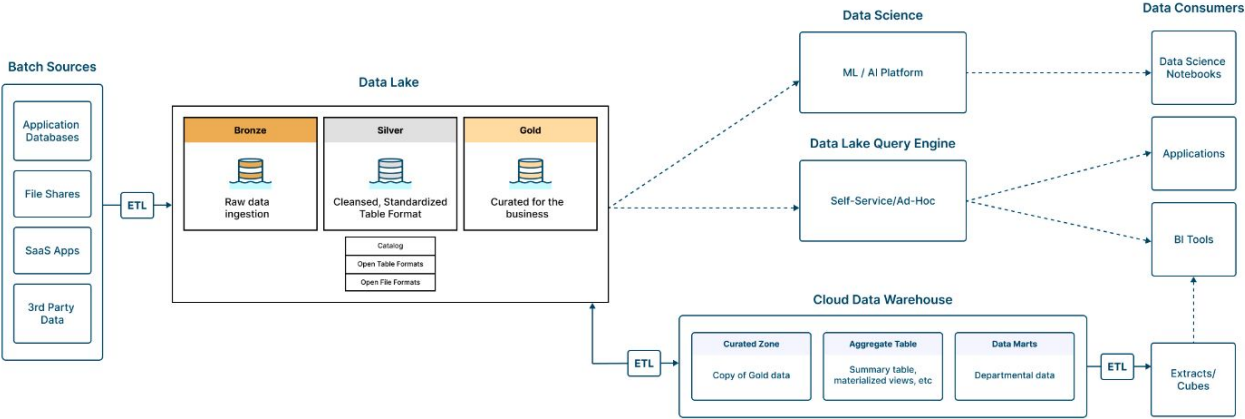 Batch Sources
Application
Databases
File Shares
SaaS Apps
3rd Party
Data
ETL
Data Lake
Bronze
Raw data
ingestion
Silver
Cleansed, Standardized
Table Format
Gold
Curated for the
business
Catalog
Open Table Formats
Open File Formats
Data Science
ML / AI Platform
Data Lake Query Engine
Self-Service/Ad-Hoc
ETL
Cloud Data Warehouse
Curated Zone
Copy of Gold data
Aggregate Table
Summary table,
materialized views, etc
Data Marts
Departmental data
ETL
Data Consumers
Data Science
Notebooks
Applications
BI Tools
Extracts/
Cubes